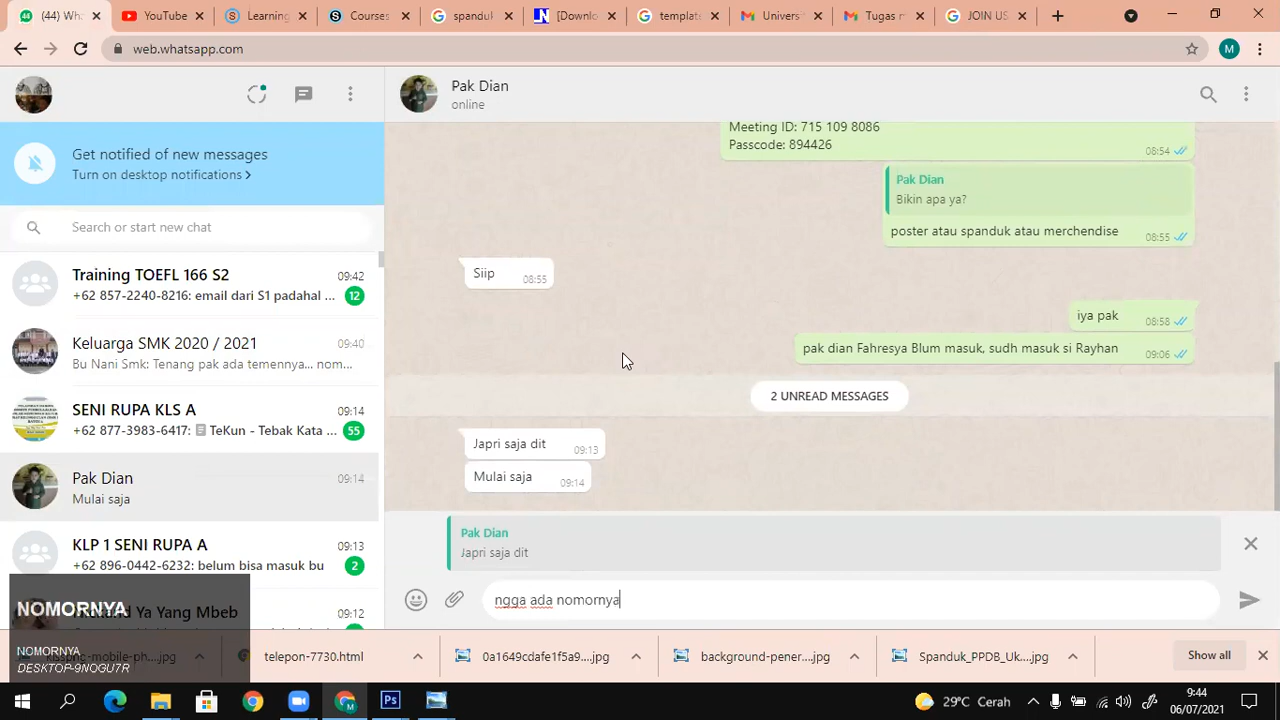 (44) Wha
YouTube
Learning
Courses
spanduk
[Downlo
template
Univers
Tugas m
JOIN US
web.whatsapp.com
M
Pak Dian
online
Get notified of new messages
Turn on desktop notifications >
Search or start new chat
Training TOEFL 166 S2
09:42
+62 857-2240-8216: email dari S1 padahal ...
12
Keluarga SMK 2020 / 2021
09:40
Bu Nani Smk: Tenang pak ada temennya... nom...
SENI RUPA KLS A
09:14
+62 877-3983-6417: TeKun - Tebak Kata ...
55
Pak Dian
09:14
Mulai saja
KLP 1 SENI RUPA A
09:13
+62 896-0442-6232: belum bisa masuk bu
2
Ya Yang Mbeb
09:12
Meeting ID: 715 109 8086
Passcode: 894426
08:54
Pak Dian
Bikin apa ya?
poster atau spanduk atau merchendise
08:55
Siip
08:55
iya pak
08:58
pak dian Fahresya Blum masuk, sudh masuk si Rayhan
09:06
2 UNREAD MESSAGES
Japri saja dit
09:13
Mulai saja
09:14
Pak Dian
Japri saja dit
ngga ada nomornya
NOMORNYA
NOMORNYA
DESKTOP-9IVOGU7R
telepon-7730.html
0a1649cdafe1f5a9....jpg
background-pener....jpg
Spanduk_PPDB_Uk....jpg
Show all
29°C Cerah
9:44
06/07/2021